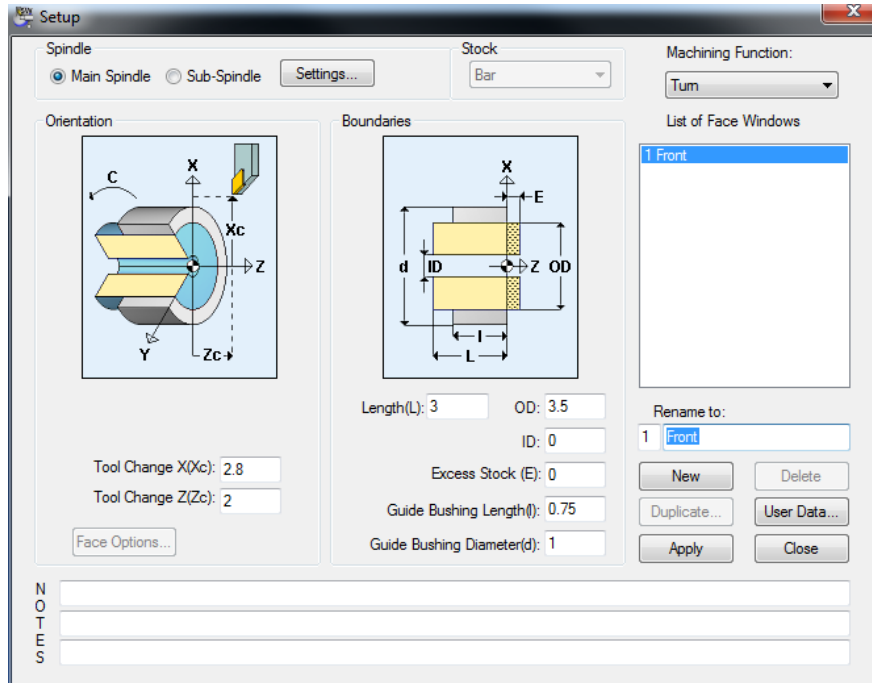 Setup
Spindle
Main Spindle Sub-Spindle Settings...
Stock
Bar
Machining Function:
Turn
Orientation
C
X
Xc
Z
Y
Zc
Boundaries
X
E
d ID Z OD
l
L
List of Face Windows
1 Front
Length(L): 3 OD: 3.5
ID: 0
Excess Stock (E): 0
Guide Bushing Length(l): 0.75
Guide Bushing Diameter(d): 1
Tool Change X(Xc): 2.8
Tool Change Z(Zc): 2
Face Options...
Rename to:
1 Front
New Delete
Duplicate... User Data...
Apply Close
NOTES